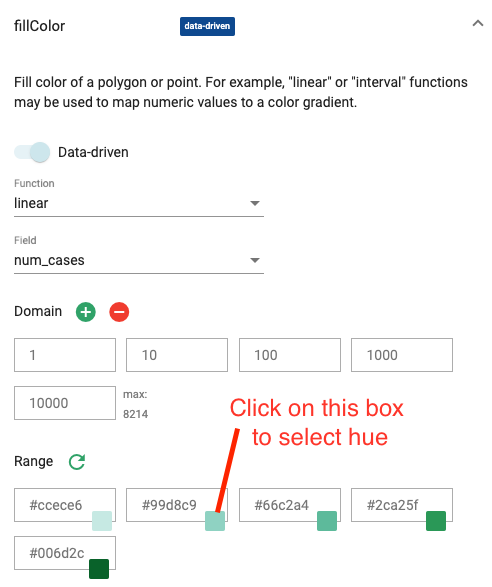 fillColor data-driven
Fill color of a polygon or point. For example, "linear" or "interval" functions
may be used to map numeric values to a color gradient.
Data-driven
Function
linear
Field
num_cases
Domain
1 10 100 1000
10000 max:
8214
Click on this box
to select hue
Range
#ccece6 #99d8c9 #66c2a4 #2ca25f
#006d2c